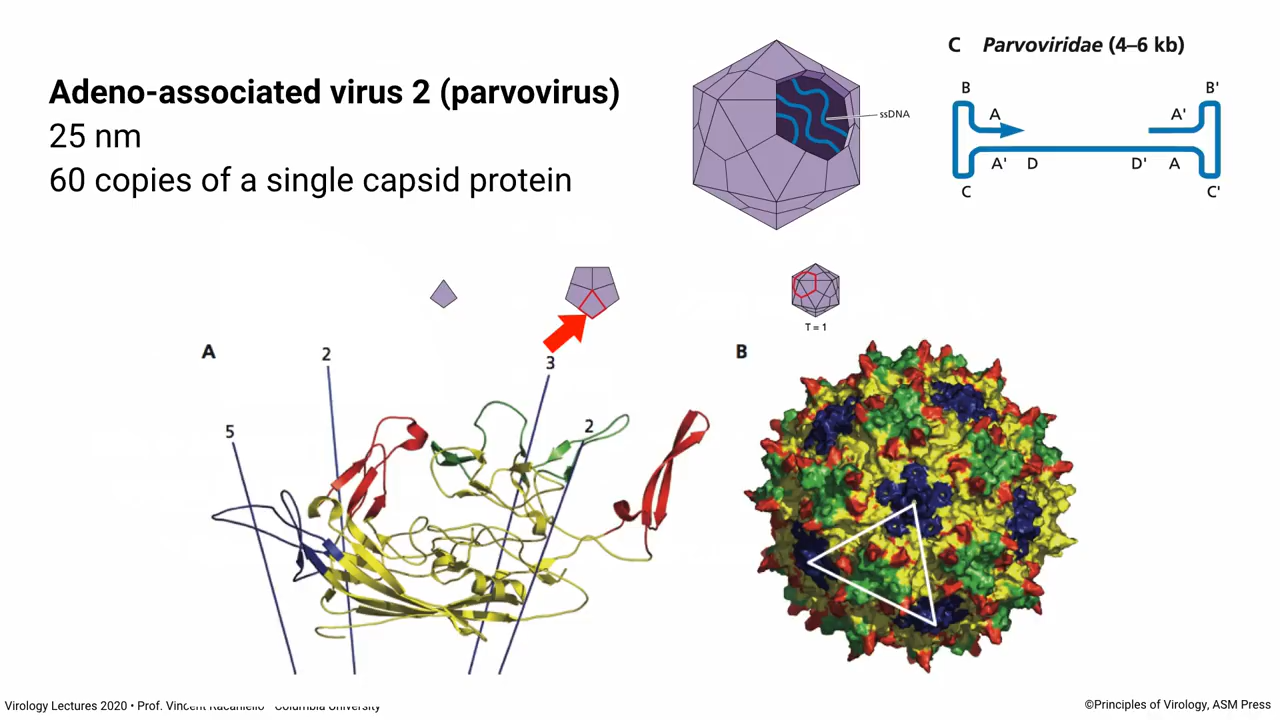 Adeno-associated virus 2 (parvovirus)
25 nm
60 copies of a single capsid protein
ssDNA
C Parvoviridae (4–6 kb)
B B'
A A'
A' D D' A
C C'
T = 1
A
5
2
3
2
B
Virology Lectures 2020 • Prof. Vincent Racaniello Columbia University
©Principles of Virology, ASM Press